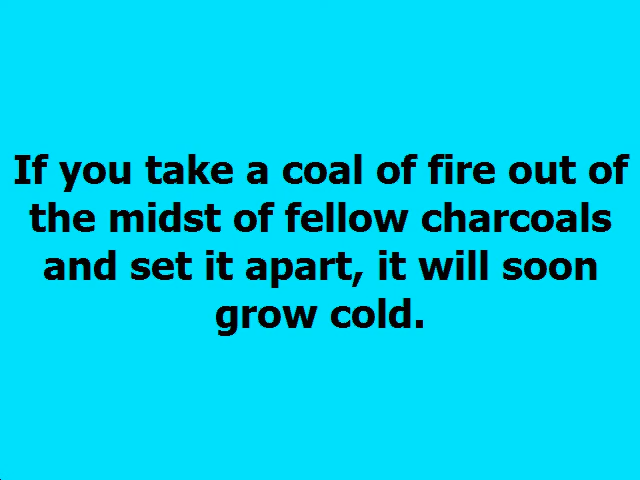 If you take a coal of fire out of
the midst of fellow charcoals
and set it apart, it will soon
grow cold.